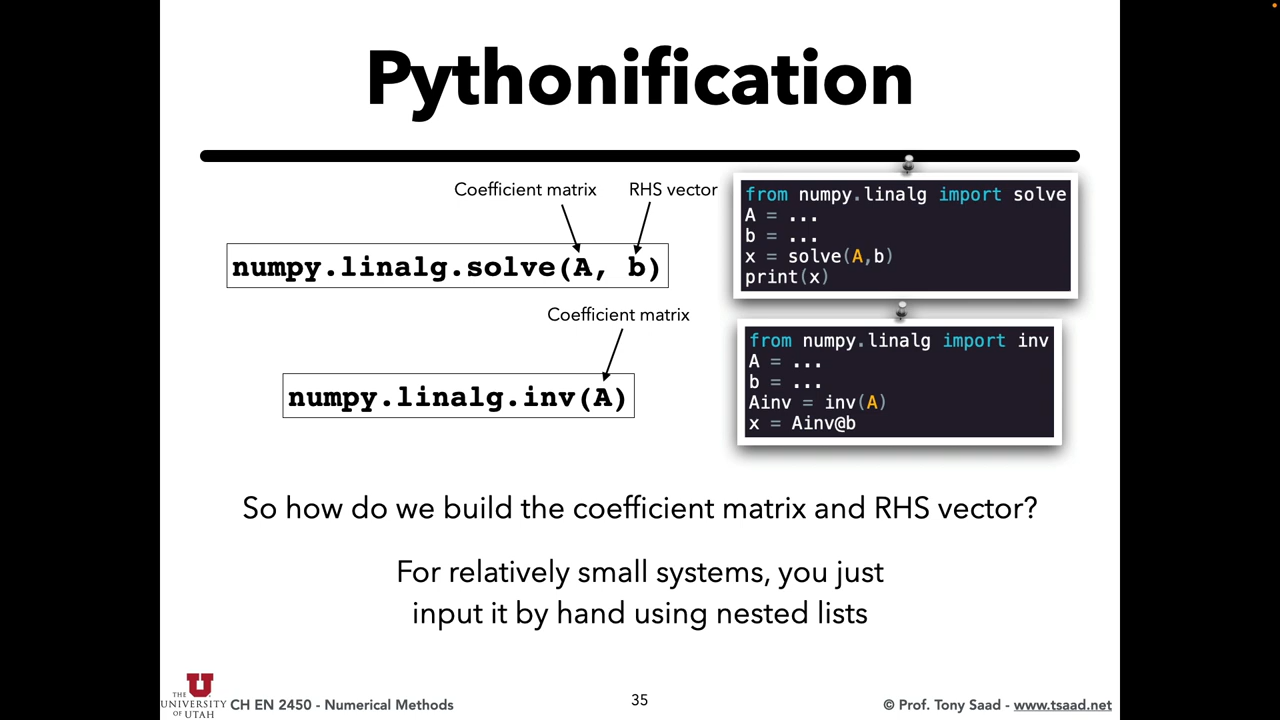 Pythonification
Coefficient matrix
RHS vector
numpy.linalg.solve(A, b)
from numpy.linalg import solve
A = ...
b = ...
x = solve(A,b)
print(x)
Coefficient matrix
numpy.linalg.inv(A)
from numpy.linalg import inv
A = ...
b = ...
Ainv = inv(A)
x = Ainv@b
So how do we build the coefficient matrix and RHS vector?
For relatively small systems, you just
input it by hand using nested lists
U
THE
UNIVERSITY
OF UTAH
CH EN 2450 - Numerical Methods
35
© Prof. Tony Saad - www.tsaad.net